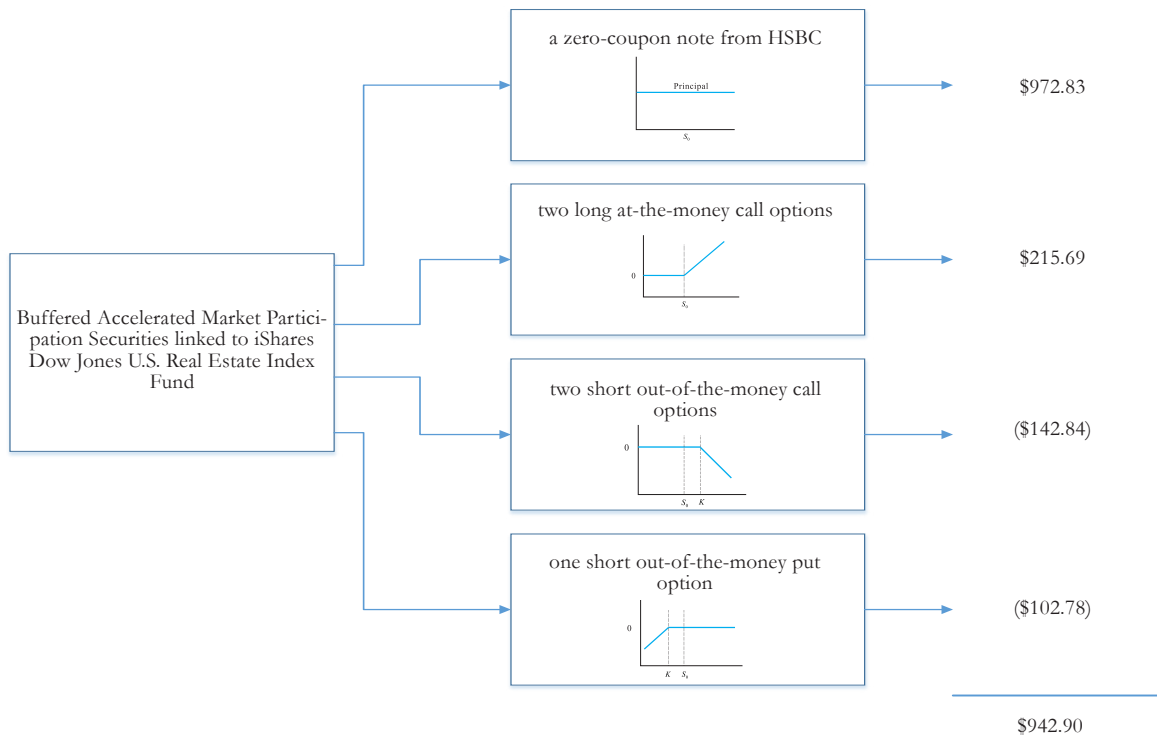 a zero-coupon note from HSBC
Principal
S₀
$972.83
two long at-the-money call options
0
S₀
$215.69
Buffered Accelerated Market Partici-
pation Securities linked to iShares
Dow Jones U.S. Real Estate Index
Fund
two short out-of-the-money call
options
0
S₀ K
($142.84)
one short out-of-the-money put
option
0
K S₀
($102.78)
$942.90